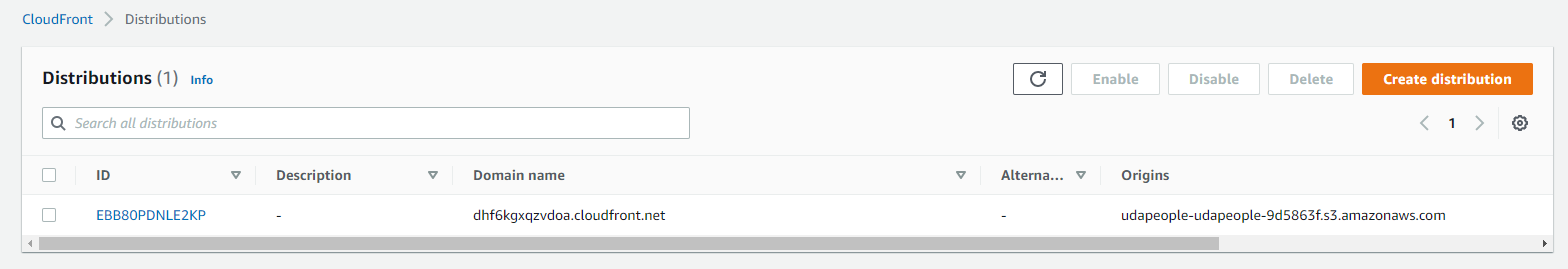 CloudFront > Distributions
Distributions (1) Info
Enable Disable Delete Create distribution
Search all distributions
1
ID Description Domain name Alterna... Origins
EBB80PDNLE2KP - dhf6kgxqzvdoa.cloudfront.net - udapeople-udapeople-9d5863f.s3.amazonaws.com